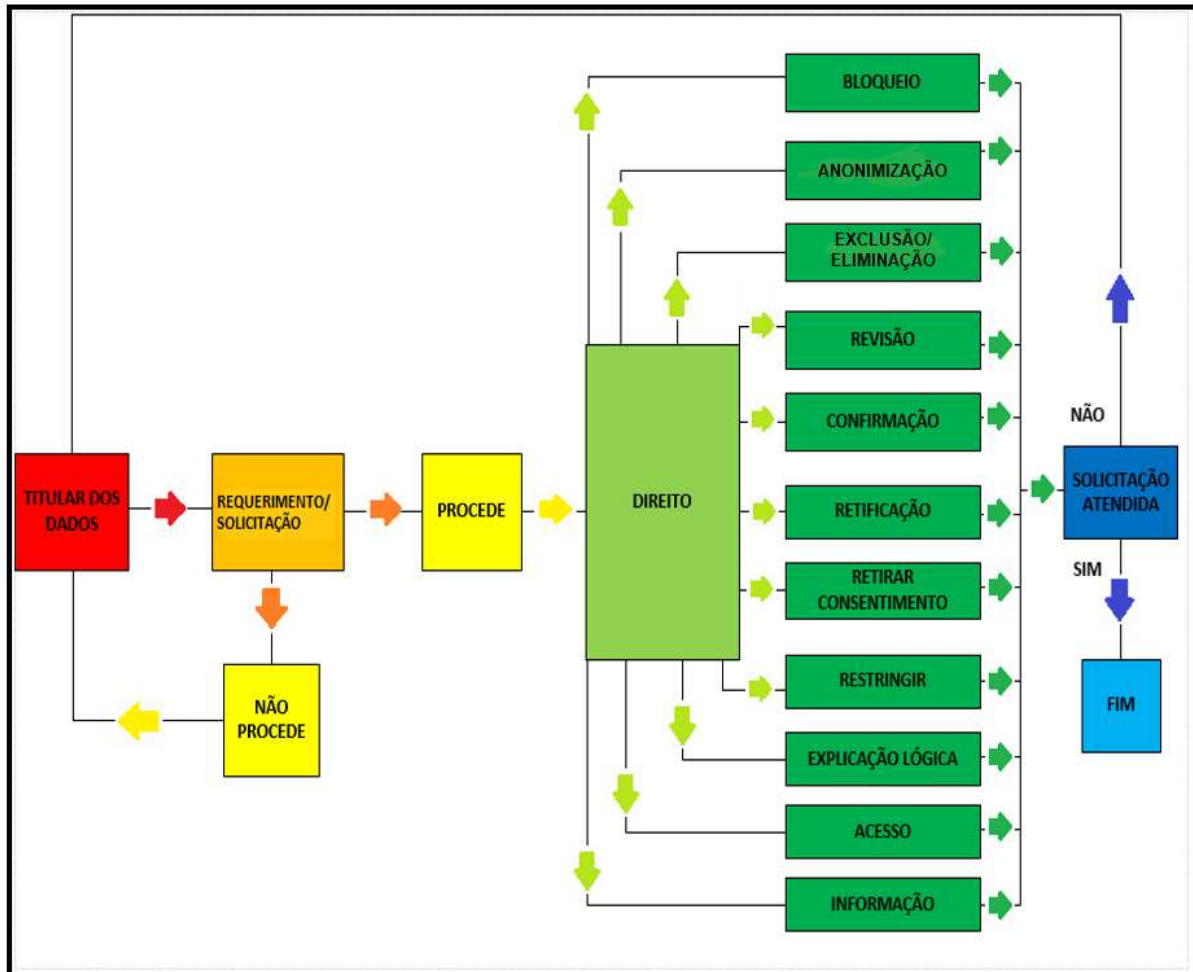 BLOQUEIO
ANONIMIZAÇÃO
EXCLUSÃO/
ELIMINAÇÃO
REVISÃO
CONFIRMAÇÃO
NÃO
TITULAR DOS
DADOS
REQUERIMENTO/
SOLICITAÇÃO
PROCEDE
DIREITO
RETIFICAÇÃO
SOLICITAÇÃO
ATENDIDA
SIM
RETIRAR
CONSENTIMENTO
RESTRINGIR
NÃO
PROCEDE
FIM
EXPLICAÇÃO LÓGICA
ACESSO
INFORMAÇÃO